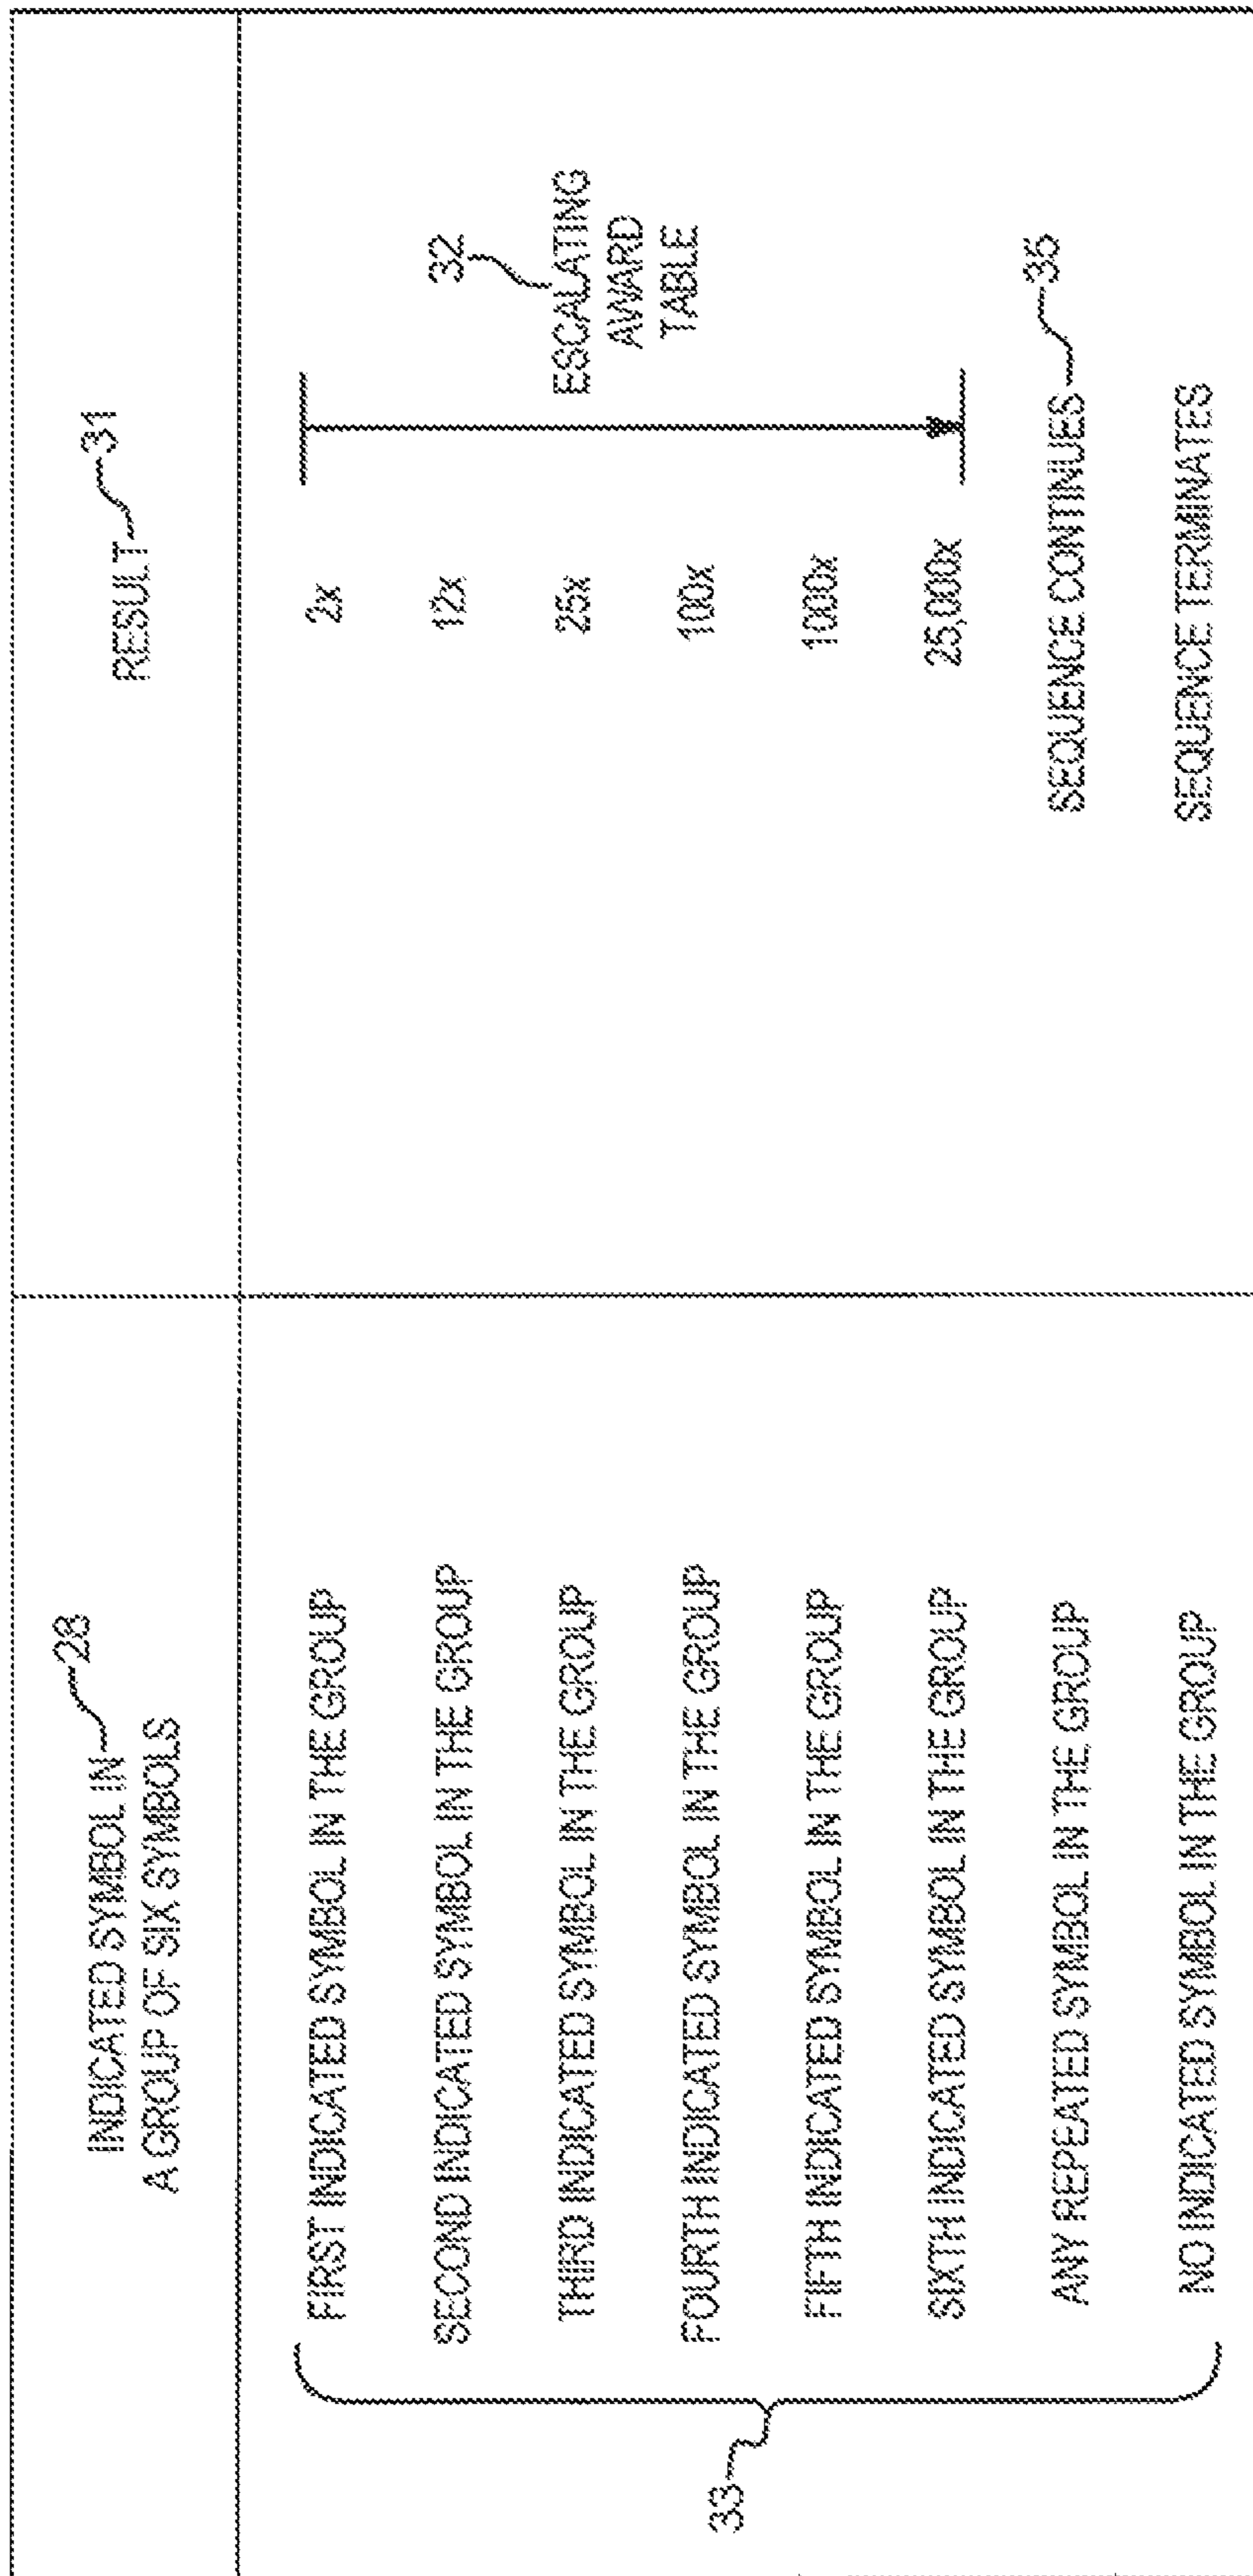 INDICATED SYMBOL IN 28
A GROUP OF SIX SYMBOLS
RESULT 31
33
FIRST INDICATED SYMBOL IN THE GROUP 2x
SECOND INDICATED SYMBOL IN THE GROUP 12x
THIRD INDICATED SYMBOL IN THE GROUP 25x
FOURTH INDICATED SYMBOL IN THE GROUP 100x
FIFTH INDICATED SYMBOL IN THE GROUP 1000x
SIXTH INDICATED SYMBOL IN THE GROUP 25,000x
32
ESCALATING
AWARD
TABLE
ANY REPEATED SYMBOL IN THE GROUP SEQUENCE CONTINUES 35
NO INDICATED SYMBOL IN THE GROUP SEQUENCE TERMINATES